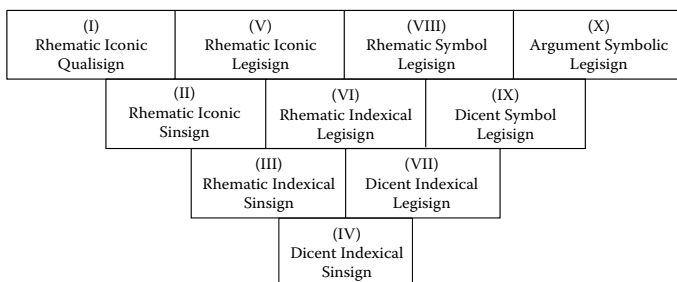 (I)
Rhematic Iconic
Qualisign
(V)
Rhematic Iconic
Legisign
(VIII)
Rhematic Symbol
Legisign
(X)
Argument Symbolic
Legisign
(II)
Rhematic Iconic
Sinsign
(VI)
Rhematic Indexical
Legisign
(IX)
Dicent Symbol
Legisign
(III)
Rhematic Indexical
Sinsign
(VII)
Dicent Indexical
Legisign
(IV)
Dicent Indexical
Sinsign